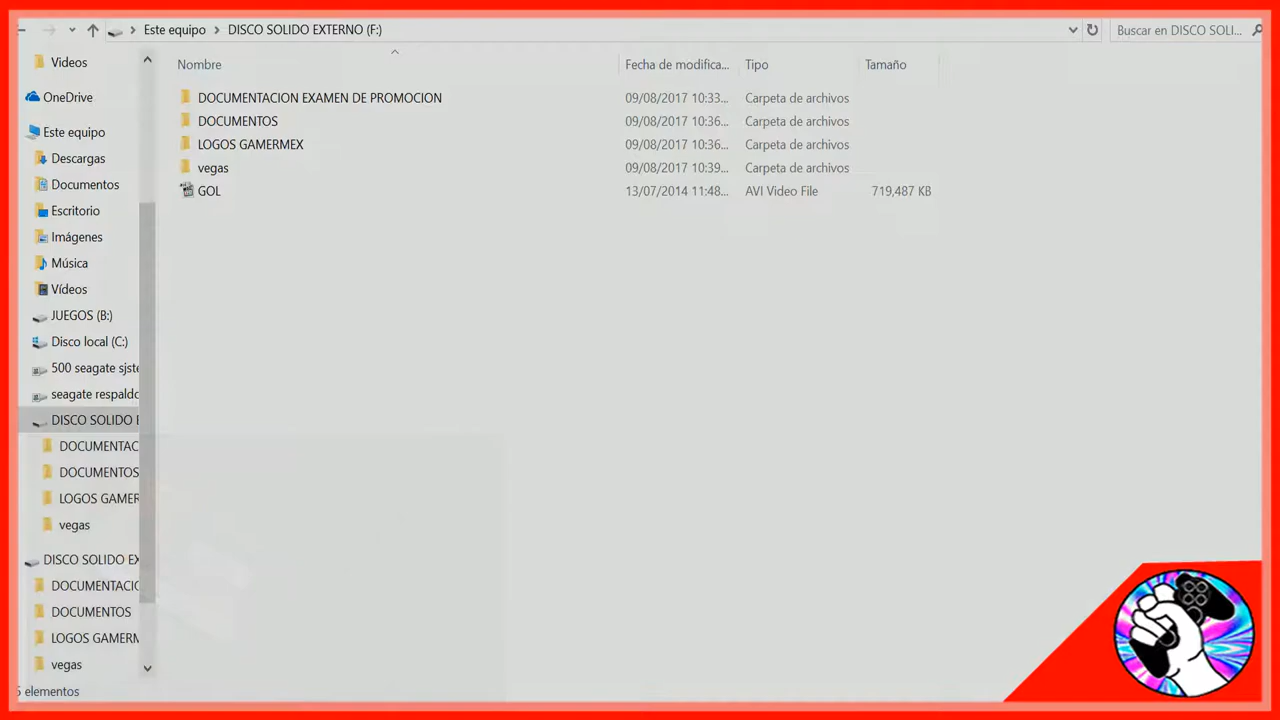 Este equipo > DISCO SOLIDO EXTERNO (F:)
Buscar en DISCO SOLI...
Nombre Fecha de modifica... Tipo Tamaño
DOCUMENTACION EXAMEN DE PROMOCION 09/08/2017 10:33... Carpeta de archivos
DOCUMENTOS 09/08/2017 10:36... Carpeta de archivos
LOGOS GAMERMEX 09/08/2017 10:36... Carpeta de archivos
vegas 09/08/2017 10:39... Carpeta de archivos
GOL 13/07/2014 11:48... AVI Video File 719,487 KB
Videos
OneDrive
Este equipo
Descargas
Documentos
Escritorio
Imágenes
Música
Vídeos
JUEGOS (B:)
Disco local (C:)
500 seagate sjste
seagate respaldo
DISCO SOLIDO E
DOCUMENTAC
DOCUMENTOS
LOGOS GAMER
vegas
DISCO SOLIDO EX
DOCUMENTACIO
DOCUMENTOS
LOGOS GAMERM
vegas
5 elementos